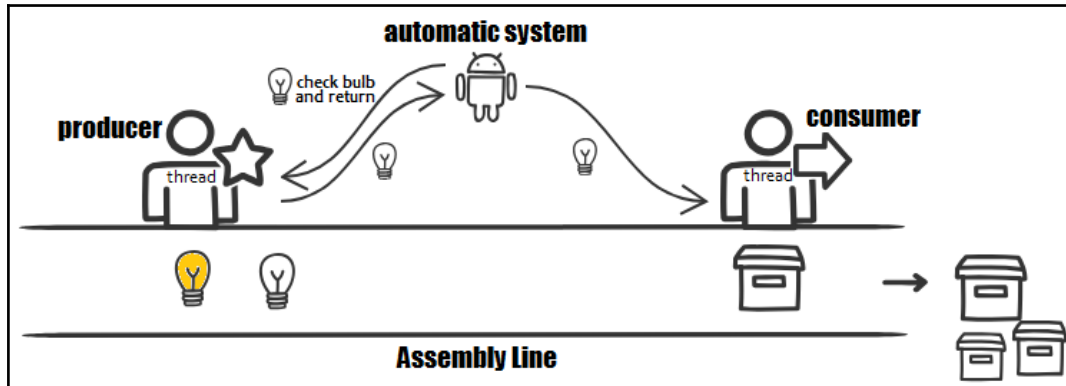 automatic system
check bulb
and return
producer
consumer
thread
thread
Assembly Line